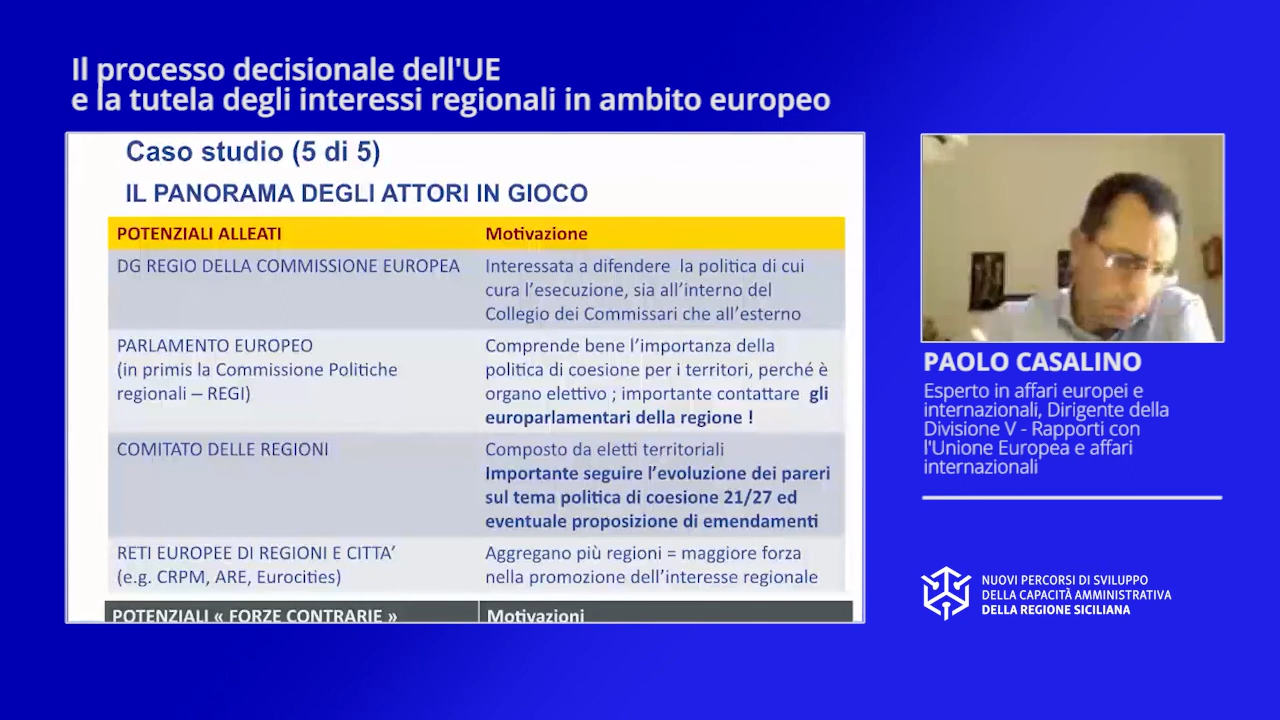 Il processo decisionale dell'UE
e la tutela degli interessi regionali in ambito europeo
Caso studio (5 di 5)
IL PANORAMA DEGLI ATTORI IN GIOCO
POTENZIALI ALLEATI Motivazione
DG REGIO DELLA COMMISSIONE EUROPEA Interessata a difendere la politica di cui
cura l'esecuzione, sia all'interno del
Collegio dei Commissari che all'esterno
PARLAMENTO EUROPEO Comprende bene l'importanza della
(in primis la Commissione Politiche politica di coesione per i territori, perché è
regionali – REGI) organo elettivo ; importante contattare gli
europarlamentari della regione !
COMITATO DELLE REGIONI Composto da eletti territoriali
Importante seguire l'evoluzione dei pareri
sul tema politica di coesione 21/27 ed
eventuale proposizione di emendamenti
RETI EUROPEE DI REGIONI E CITTA' Aggregano più regioni = maggiore forza
(e.g. CRPM, ARE, Eurocities) nella promozione dell'interesse regionale
POTENZIALI « FORZE CONTRARIE » Motivazioni
PAOLO CASALINO
Esperto in affari europei e
internazionali, Dirigente della
Divisione V - Rapporti con
l'Unione Europea e affari
internazionali
NUOVI PERCORSI DI SVILUPPO
DELLA CAPACITÀ AMMINISTRATIVA
DELLA REGIONE SICILIANA